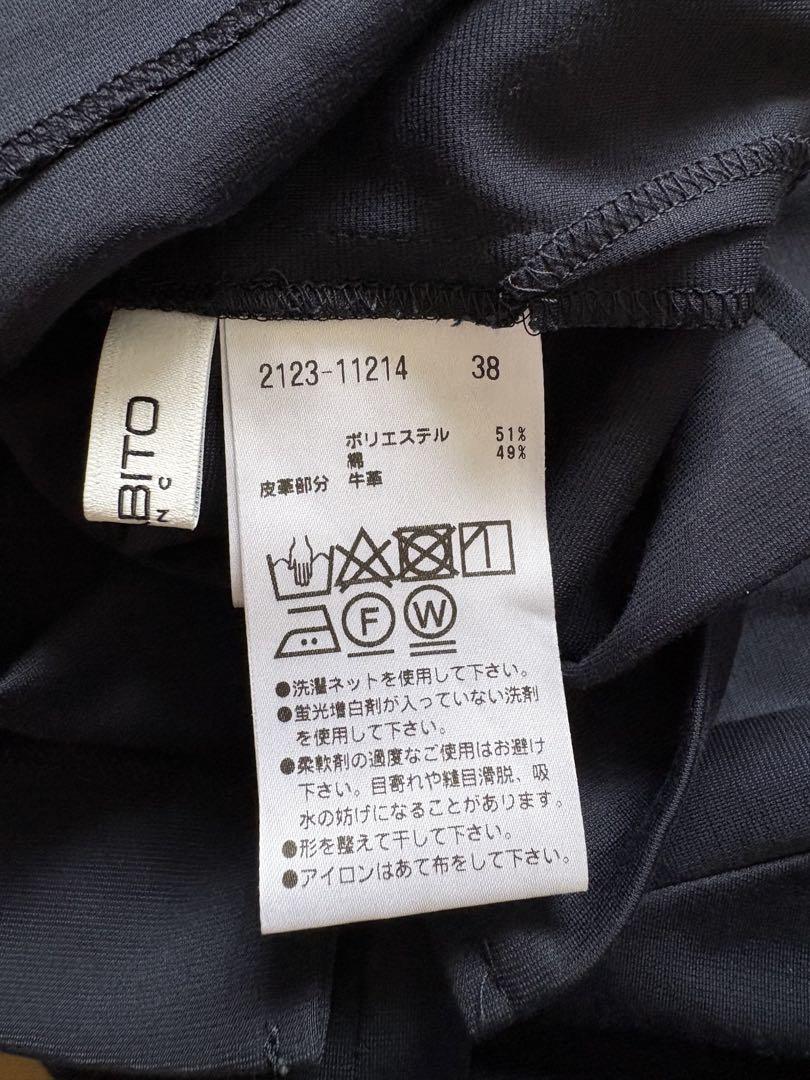 BITO
C
N
2123-11214 38
ポリエステル 51%
綿 49%
皮革部分 牛革
F W
●洗濯ネットを使用して下さい。
●蛍光増白剤が入っていない洗剤
を使用して下さい。
●柔軟剤の過度なご使用はお避け
下さい。目寄れや縫目滑脱、吸
水の妨げになることがあります。
●形を整えて干して下さい。
●アイロンはあて布をして下さい。